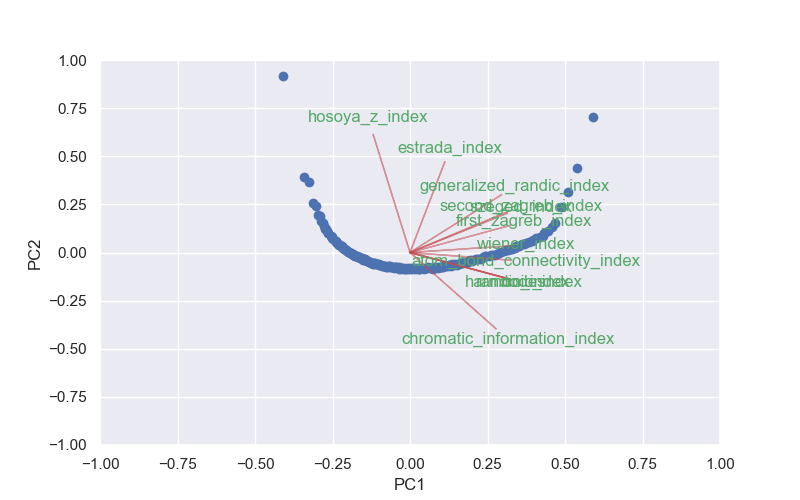 1.00
0.75
hosoya_z_index
estrada_index
0.50
generalized_randic_index
0.25
second_zagreb_index
szeged_index
first_zagreb_index
wiener_index
0.00
atom_bond_connectivity_index
−0.25
−0.50
chromatic_information_index
−0.75
−1.00
−1.00 −0.75 −0.50 −0.25 0.00 0.25 0.50 0.75 1.00
PC1
PC2